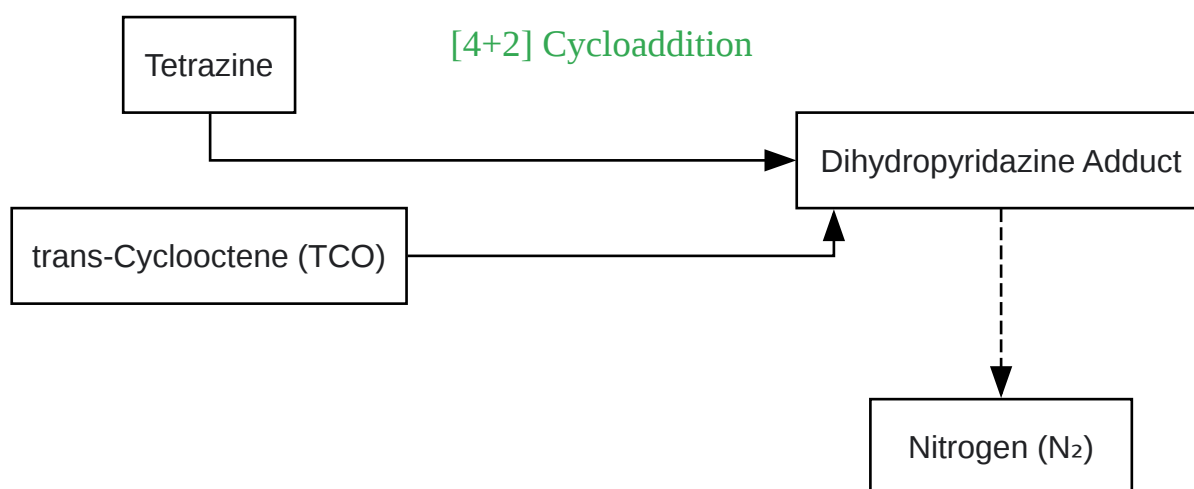 [4+2] Cycloaddition
Tetrazine
Dihydropyridazine Adduct
trans-Cyclooctene (TCO)
Nitrogen (N₂)